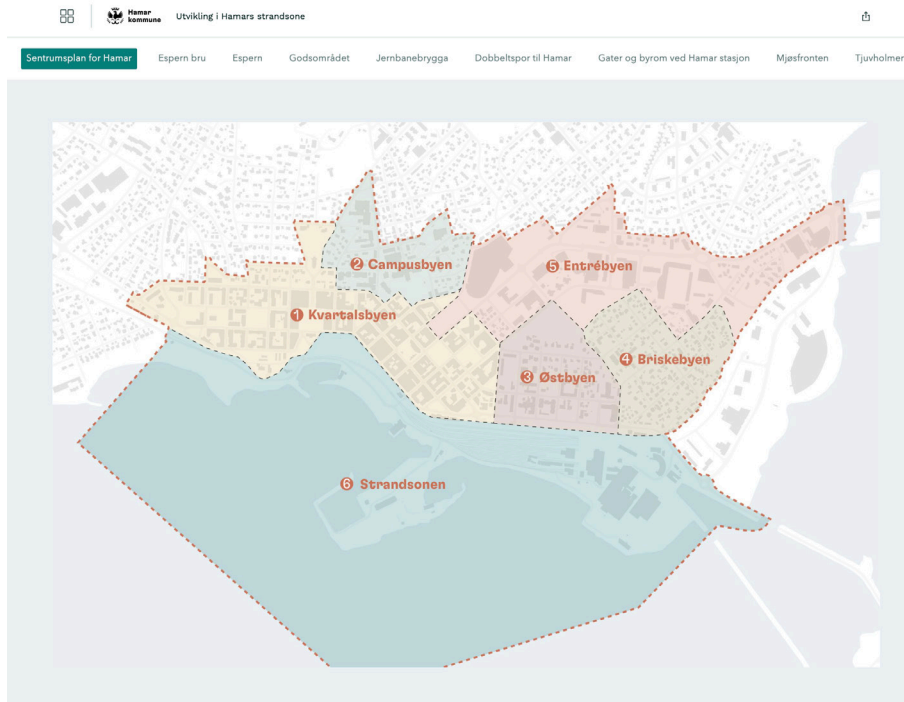 Hamar
kommune
Utvikling i Hamars strandsone
Sentrumsplan for Hamar
Espern bru
Espern
Godsområdet
Jernbanebrygga
Dobbeltspor til Hamar
Gater og byrom ved Hamar stasjon
Mjøsfronten
Tjuvholmen
2 Campusbyen
5 Entrébyen
1 Kvartalsbyen
4 Briskebyen
3 Østbyen
6 Strandsonen